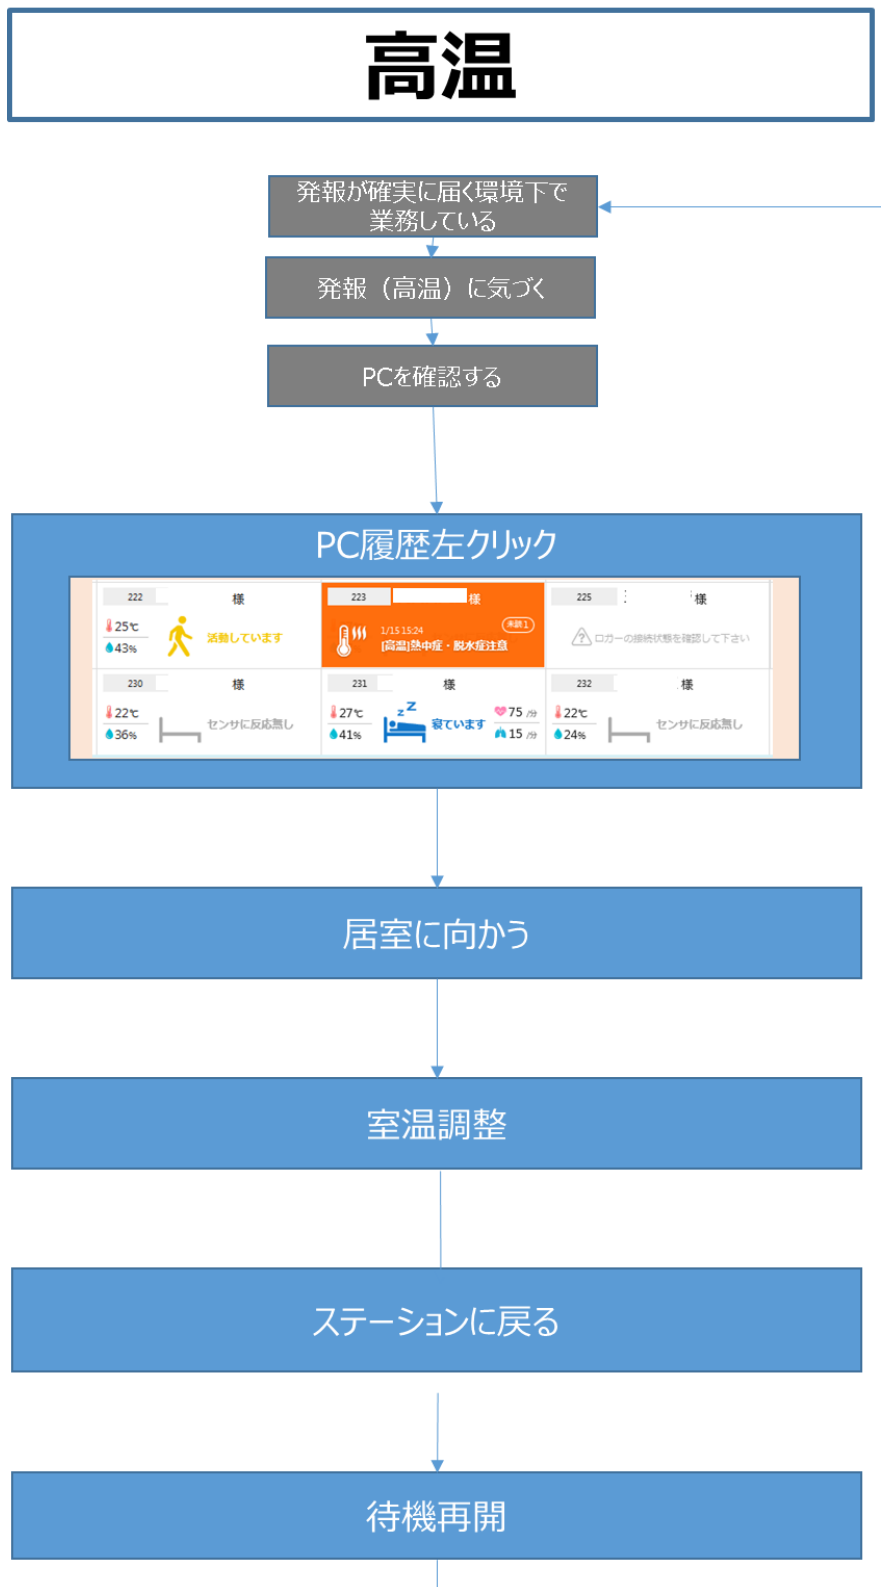 高温
発報が確実に届く環境下で
業務している
発報（高温）に気づく
PCを確認する
PC履歴左クリック
222 様
25℃
43%
活動しています
223 様
1/15 15:24
未読 1
[高温]熱中症・脱水症注意
225 様
ロガーの接続状態を確認して下さい
230 様
22℃
36%
センサに反応無し
231 様
27℃
41%
z Z
寝ています
75 /分
15 /分
232 様
22℃
24%
センサに反応無し
居室に向かう
室温調整
ステーションに戻る
待機再開